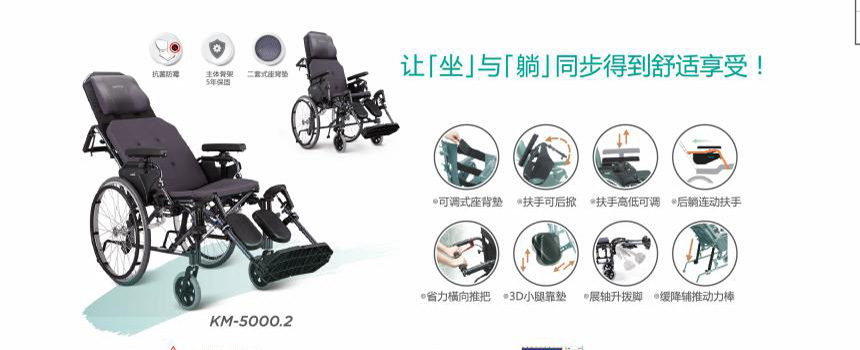 抗菌防霉
主体骨架
5年保固
二套式座背墊
让「坐」与「躺」同步得到舒适享受！
可调式座背墊
扶手可后掀
扶手高低可调
后躺连动扶手
省力横向推把
3D小腿靠墊
展轴升拨脚
缓降辅推动力棒
KM-5000.2